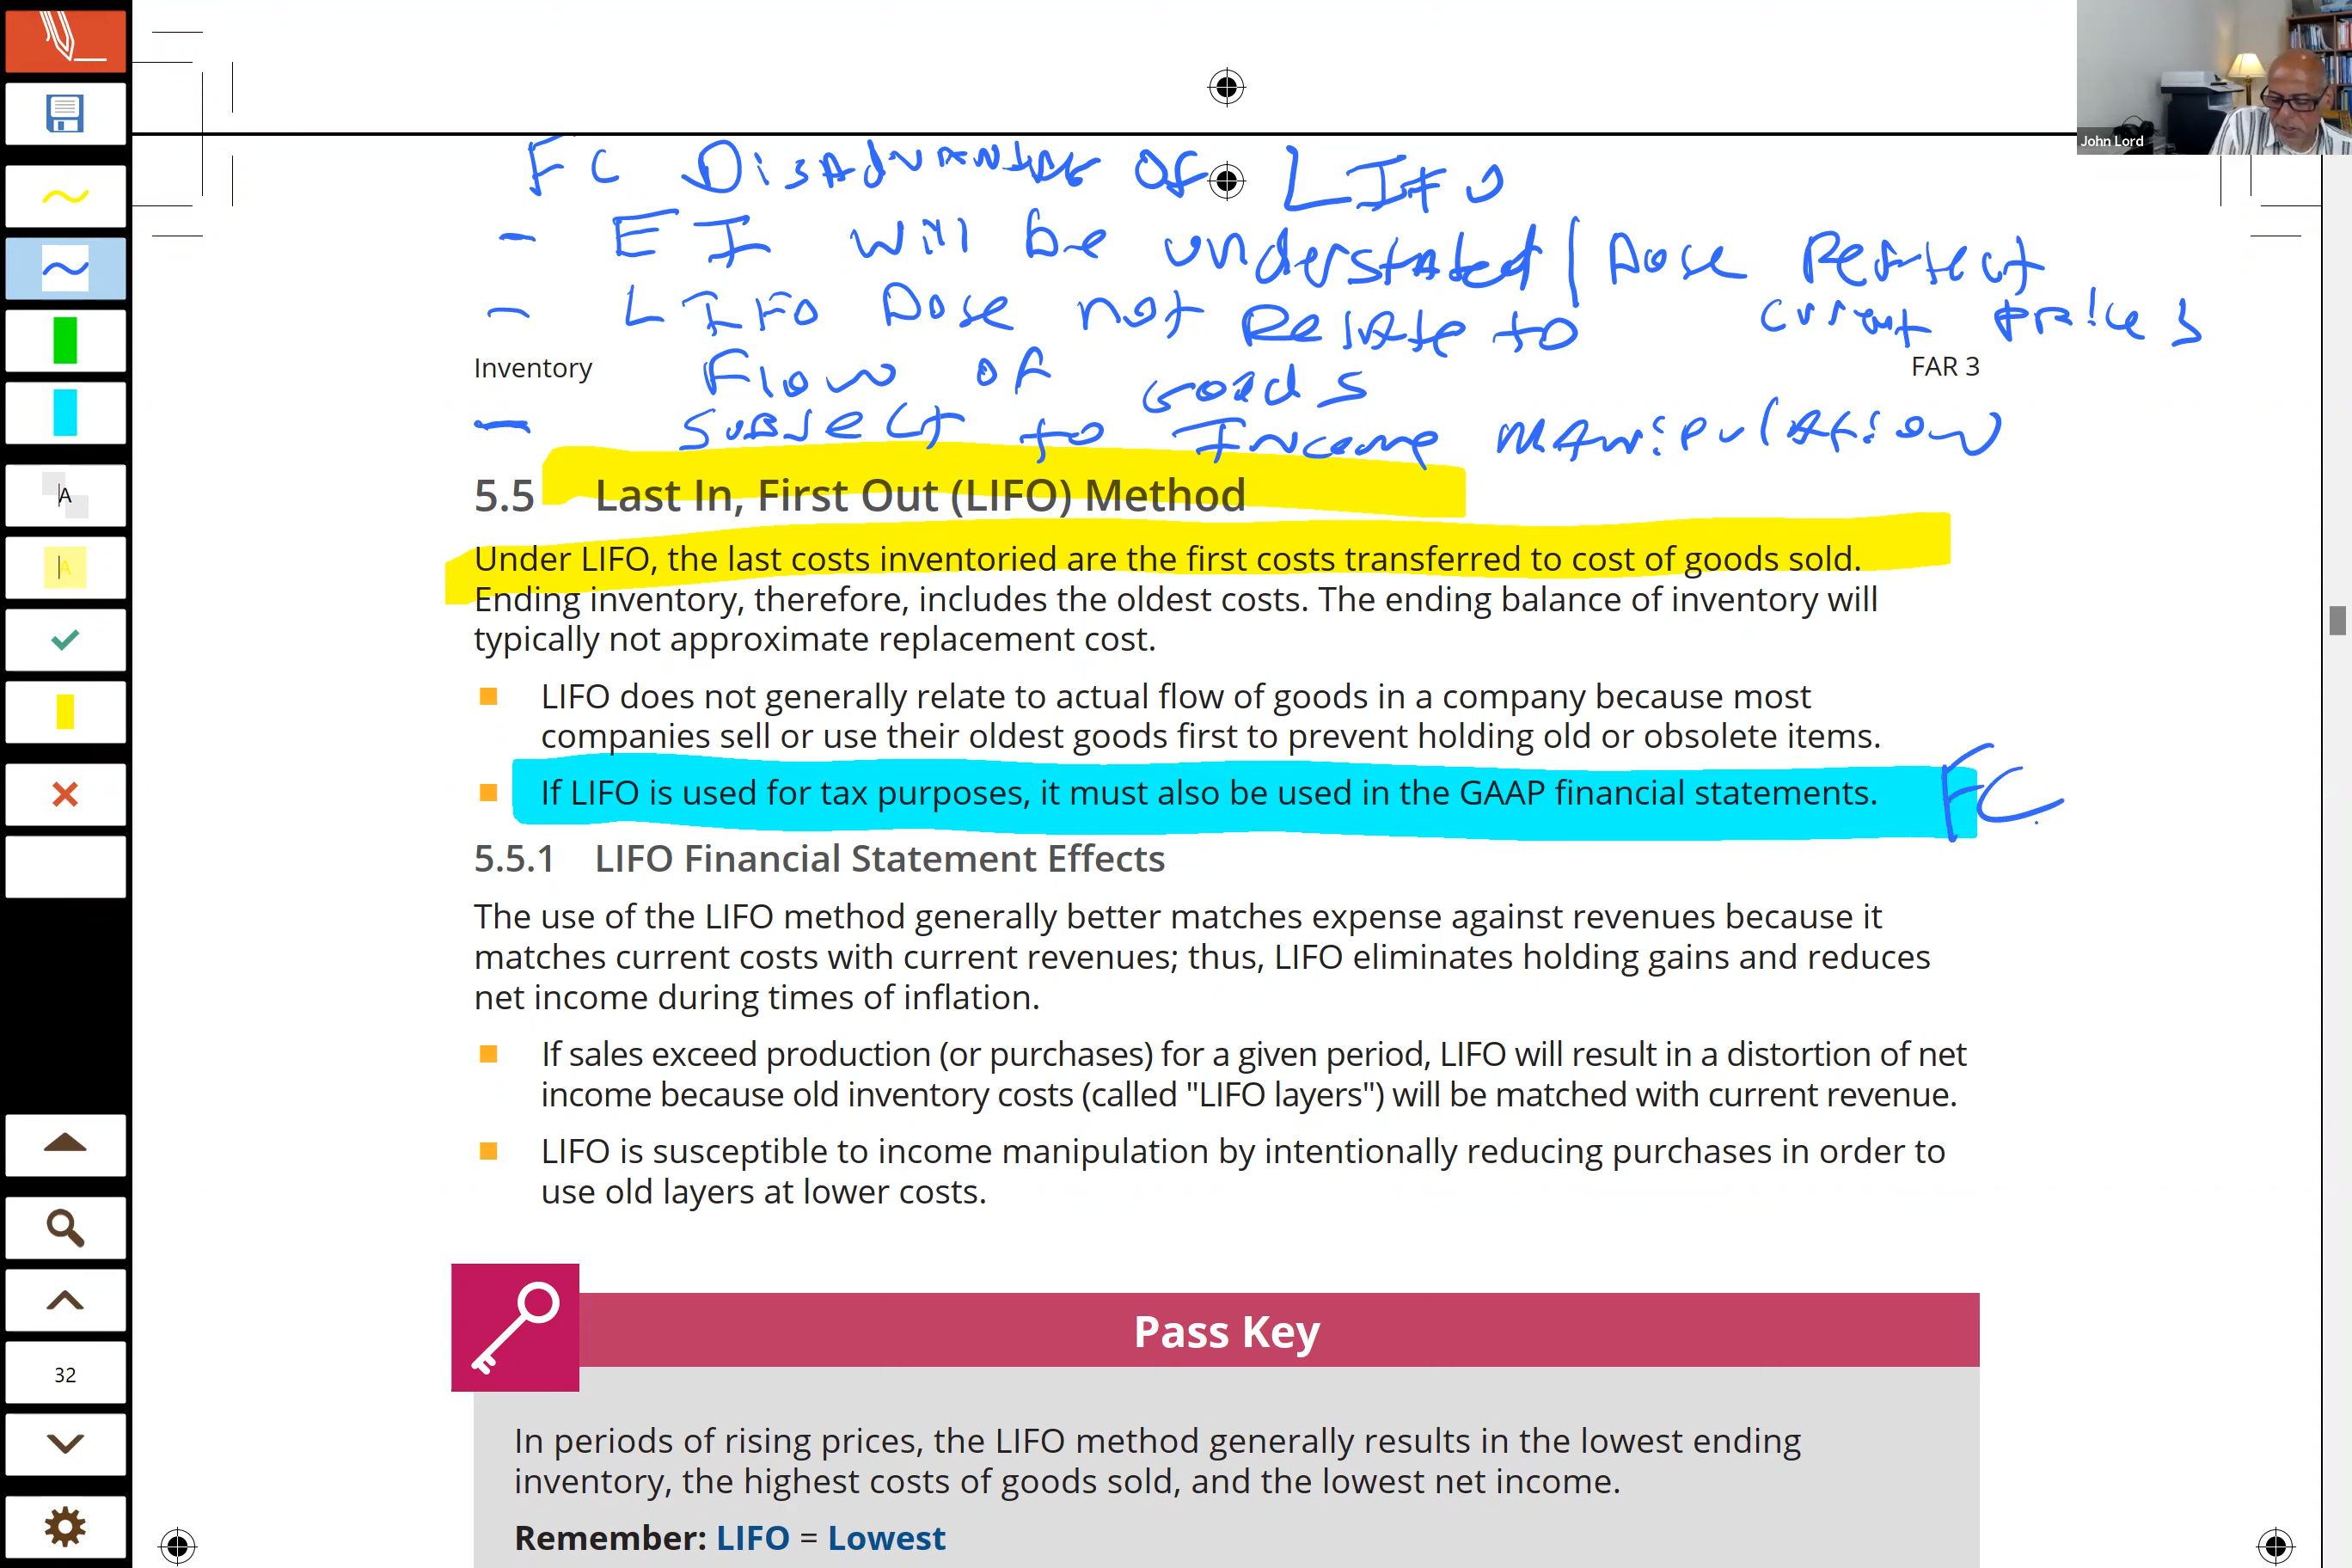 John Lord
FC Disadvantage of LIFO
- EI will be understated | Dose Reflect
current prices
- LIFO Dose not Relate to
Flow of Goods
Inventory
FAR 3
- Subject to Income Manipulation
5.5 Last In, First Out (LIFO) Method
Under LIFO, the last costs inventoried are the first costs transferred to cost of goods sold.
Ending inventory, therefore, includes the oldest costs. The ending balance of inventory will
typically not approximate replacement cost.
LIFO does not generally relate to actual flow of goods in a company because most
companies sell or use their oldest goods first to prevent holding old or obsolete items.
If LIFO is used for tax purposes, it must also be used in the GAAP financial statements. FC
5.5.1 LIFO Financial Statement Effects
The use of the LIFO method generally better matches expense against revenues because it
matches current costs with current revenues; thus, LIFO eliminates holding gains and reduces
net income during times of inflation.
If sales exceed production (or purchases) for a given period, LIFO will result in a distortion of net
income because old inventory costs (called "LIFO layers") will be matched with current revenue.
LIFO is susceptible to income manipulation by intentionally reducing purchases in order to
use old layers at lower costs.
Pass Key
In periods of rising prices, the LIFO method generally results in the lowest ending
inventory, the highest costs of goods sold, and the lowest net income.
Remember: LIFO = Lowest
A
A
32